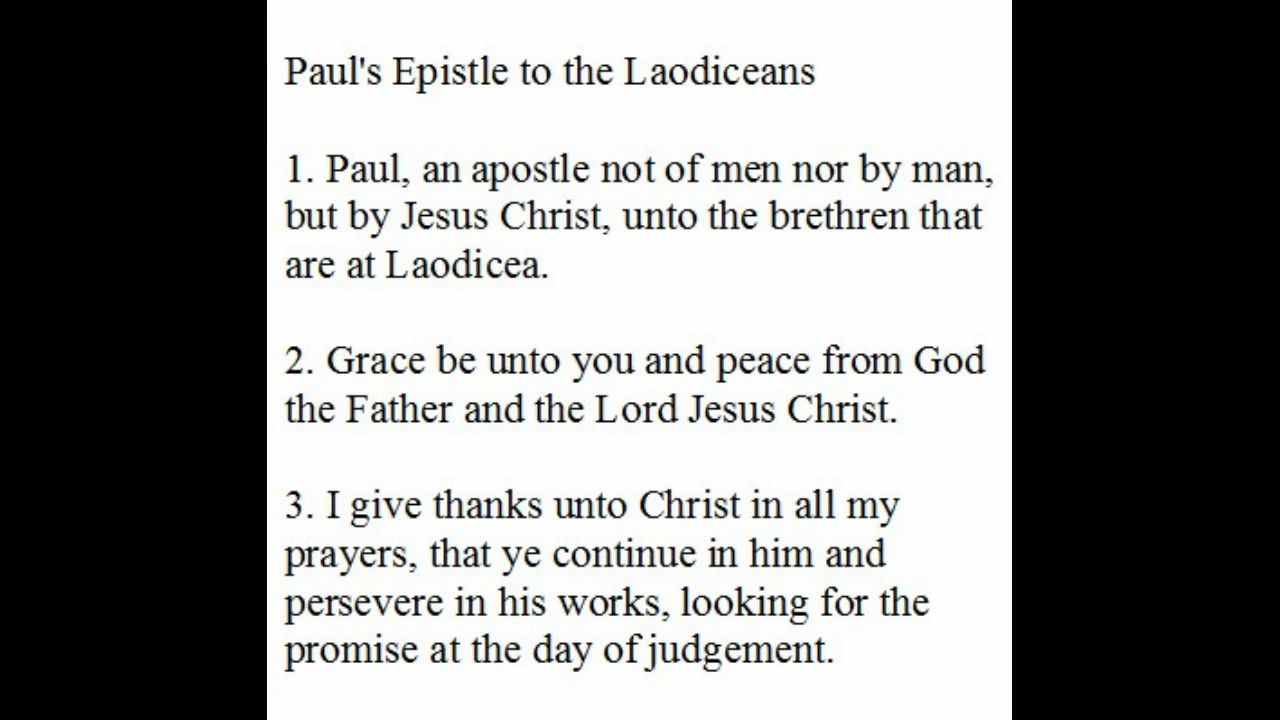 Paul's Epistle to the Laodiceans
1. Paul, an apostle not of men nor by man,
but by Jesus Christ, unto the brethren that
are at Laodicea.
2. Grace be unto you and peace from God
the Father and the Lord Jesus Christ.
3. I give thanks unto Christ in all my
prayers, that ye continue in him and
persevere in his works, looking for the
promise at the day of judgement.